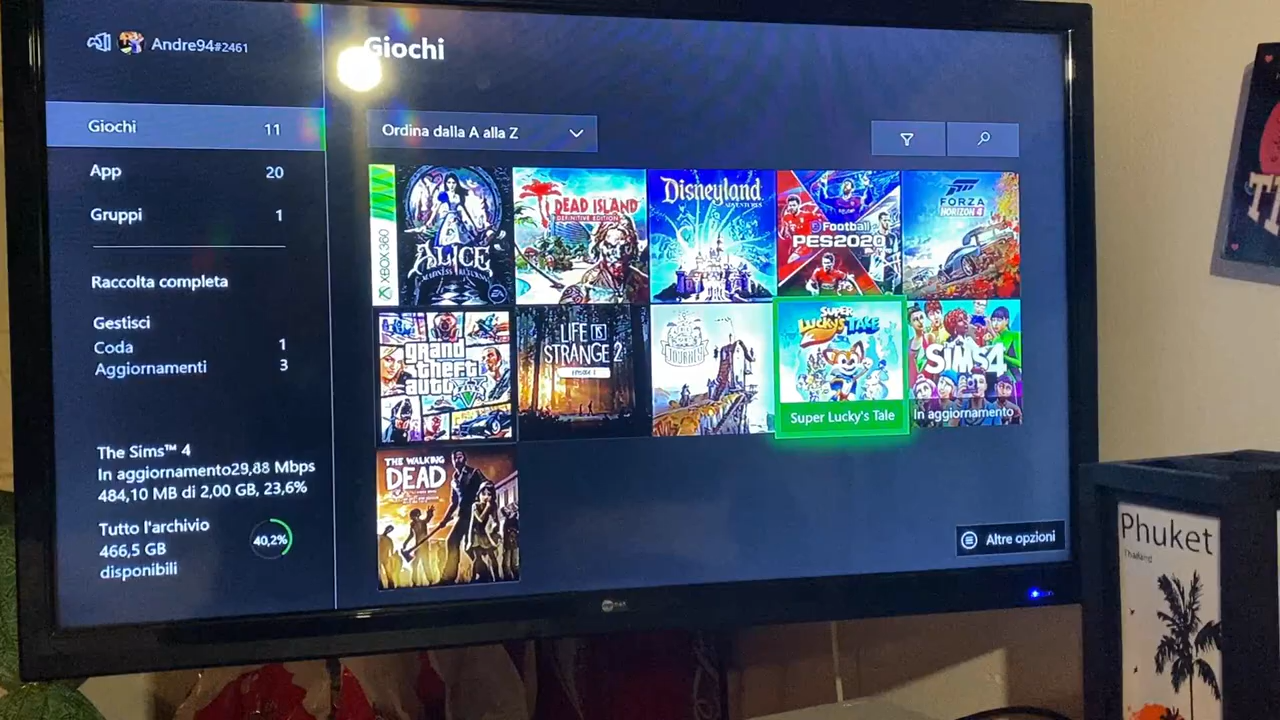 Andre94#2461
Giochi
Giochi 11
App 20
Gruppi 1
Raccolta completa
Gestisci
Coda 1
Aggiornamenti 3
The Sims™ 4
In aggiornamento29,88 Mbps
484,10 MB di 2,00 GB, 23,6%
Tutto l'archivio
466,5 GB
disponibili
40,2%
Ordina dalla A alla Z
XBOX 360
ALICE
MADNESS RETURNS
EA
DEAD ISLAND
DEFINITIVE EDITION
Disneyland
ADVENTURES
eFootball
PES2020
FORZA
HORIZON 4
grand
theft
auto V
LIFE IS
STRANGE 2
JOURNEY
SUPER
LUCKY'S TALE
Super Lucky's Tale
SIMS4
In aggiornamento
THE WALKING
DEAD
Altre opzioni
Phuket
Thailand